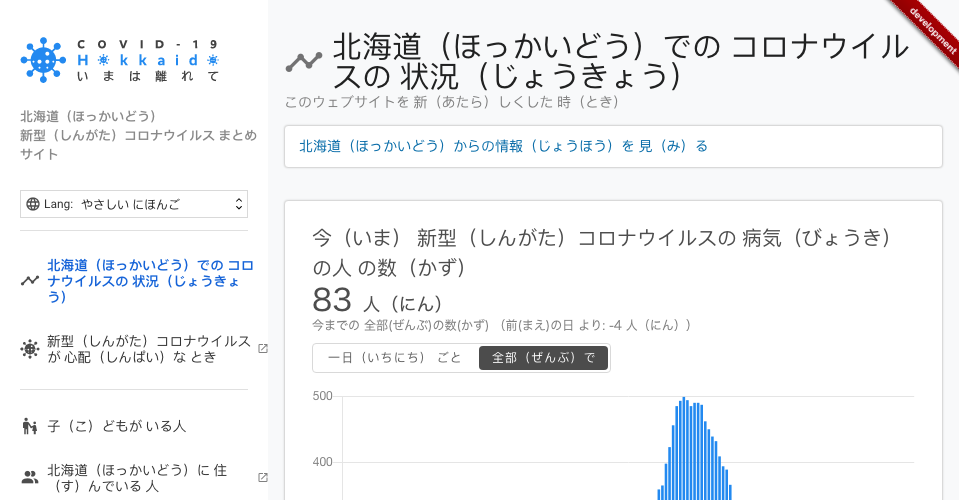 COVID-19
Hokkaido
いまは離れて
北海道（ほっかいどう）
新型（しんがた）コロナウイルス まとめ
サイト
Lang: やさしい にほんご
北海道（ほっかいどう）での コロ
ナウイルスの 状況（じょうきょ
う）
新型（しんがた）コロナウイルス
が 心配（しんぱい）な とき
子（こ）どもが いる人
北海道（ほっかいどう）に 住
（す）んでいる 人
development
北海道（ほっかいどう）での コロナウイル
スの 状況（じょうきょう）
このウェブサイトを 新（あたら）しくした 時（とき）
北海道（ほっかいどう）からの情報（じょうほう）を 見（み）る
今（いま） 新型（しんがた）コロナウイルスの 病気（びょうき）
の人 の数（かず）
83 人（にん）
今までの 全部(ぜんぶ)の数(かず) （前(まえ)の日 より: -4 人（にん））
一日（いちにち） ごと
全部（ぜんぶ）で
500
400